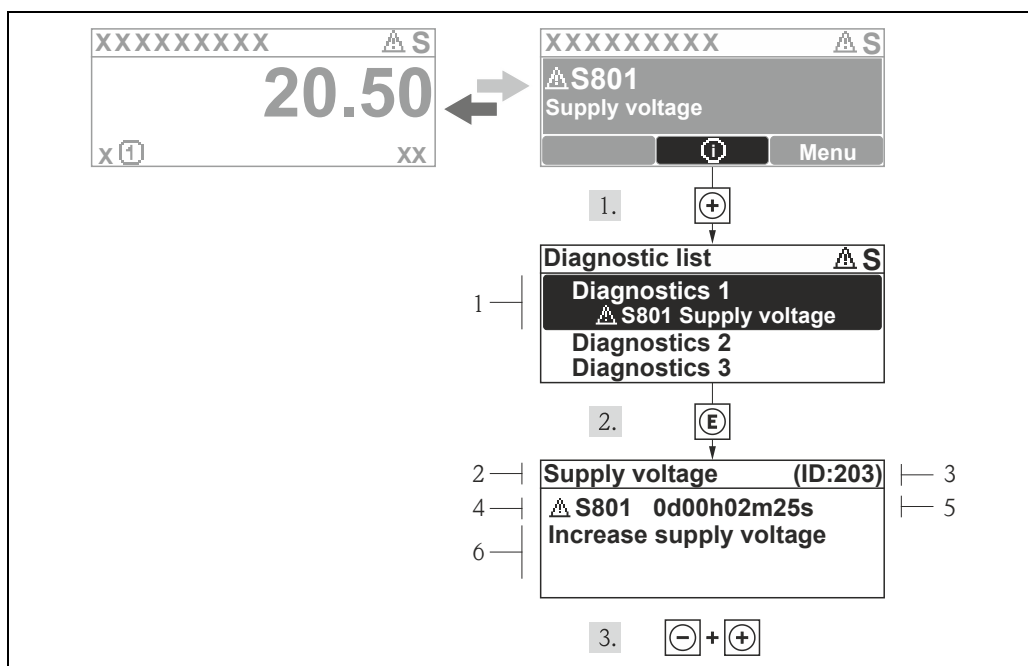 XXXXXXXXX ⚠ S
20.50
X 1 XX
XXXXXXXXX ⚠ S
⚠S801
Supply voltage
i Menu
1. +
Diagnostic list ⚠ S
1
Diagnostics 1
⚠ S801 Supply voltage
Diagnostics 2
Diagnostics 3
2. E
2 Supply voltage (ID:203) 3
4 ⚠ S801 0d00h02m25s 5
Increase supply voltage
6
3. - + +